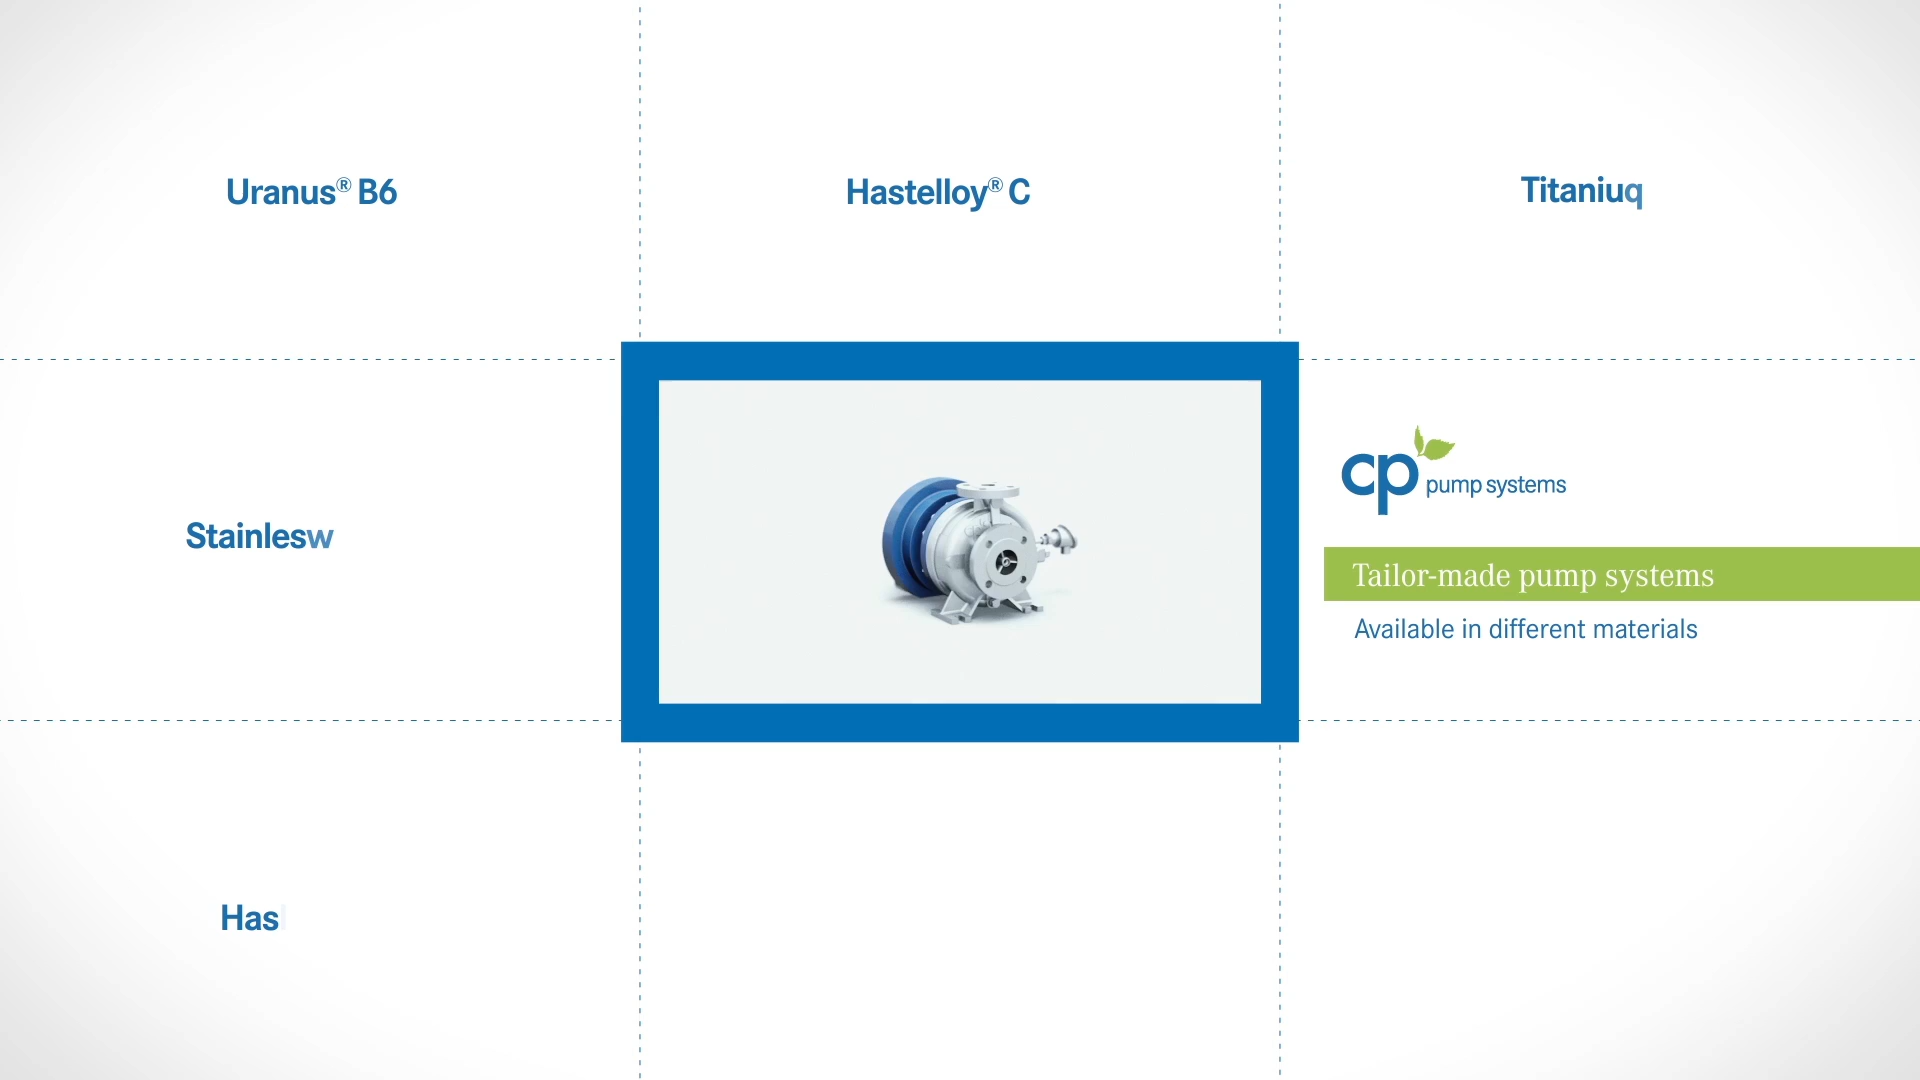 Uranus® B6
Hastelloy® C
Titaniuq
Stainlesw
cp pump systems
Tailor-made pump systems
Available in different materials
Has